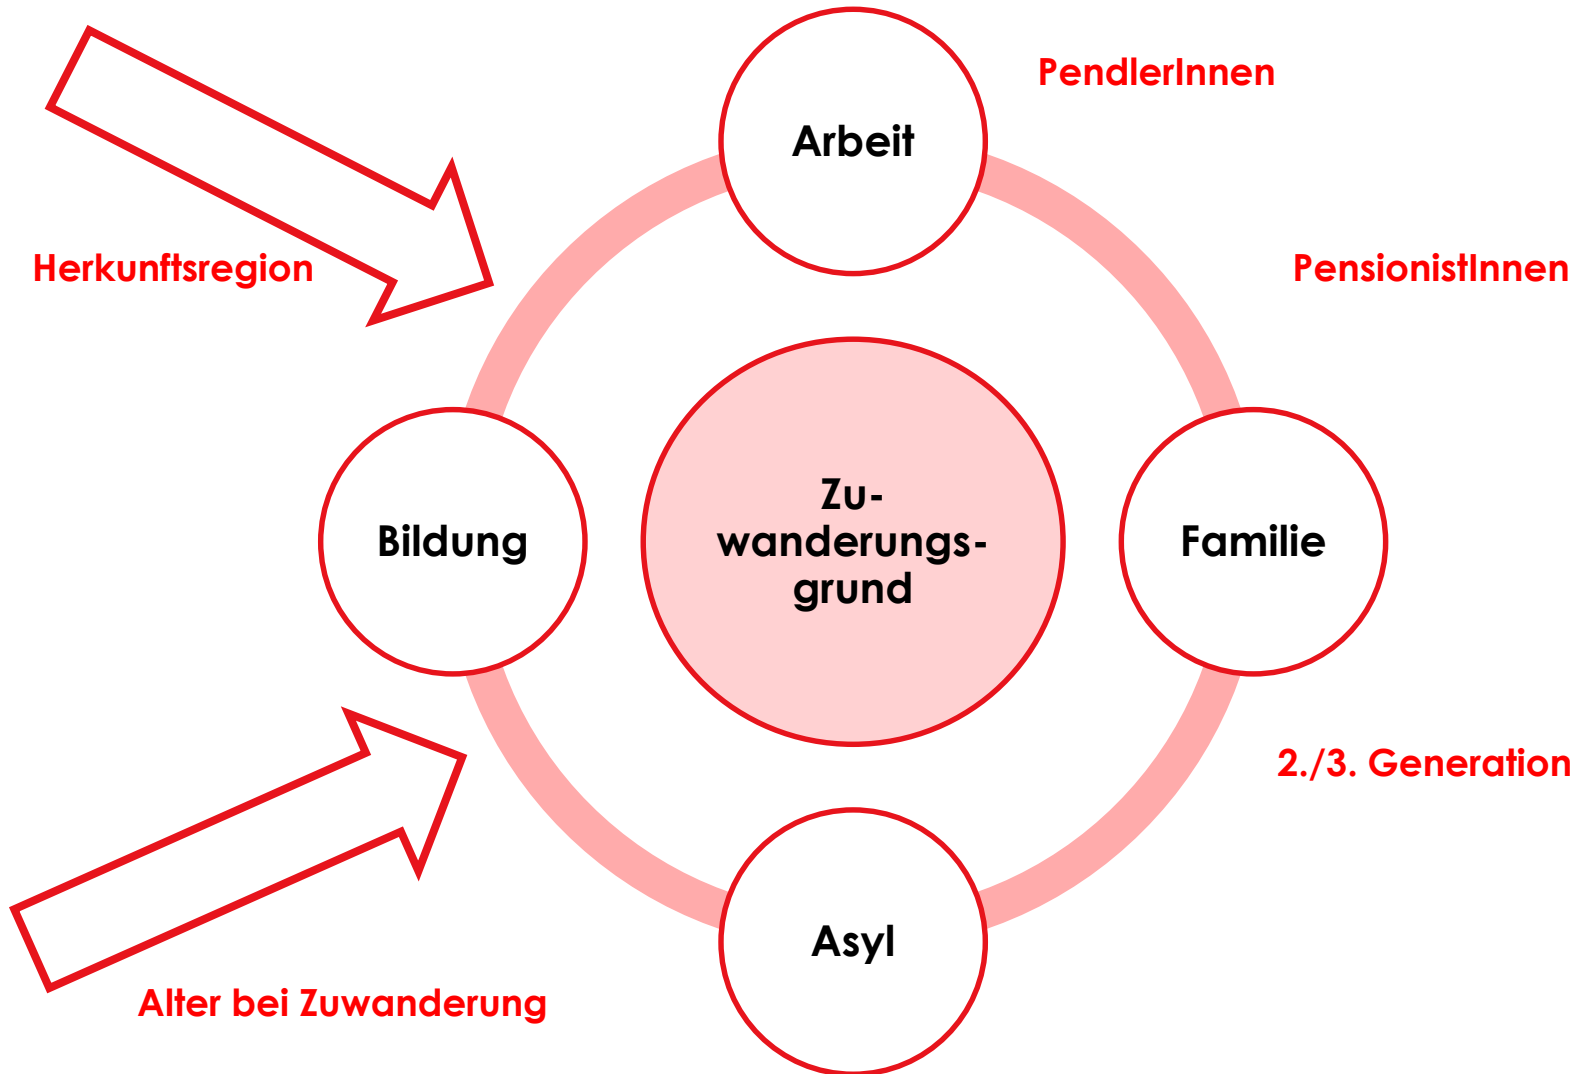 PendlerInnen
Arbeit
Herkunftsregion
PensionistInnen
Bildung
Zu-
wanderungs-
grund
Familie
2./3. Generation
Asyl
Alter bei Zuwanderung